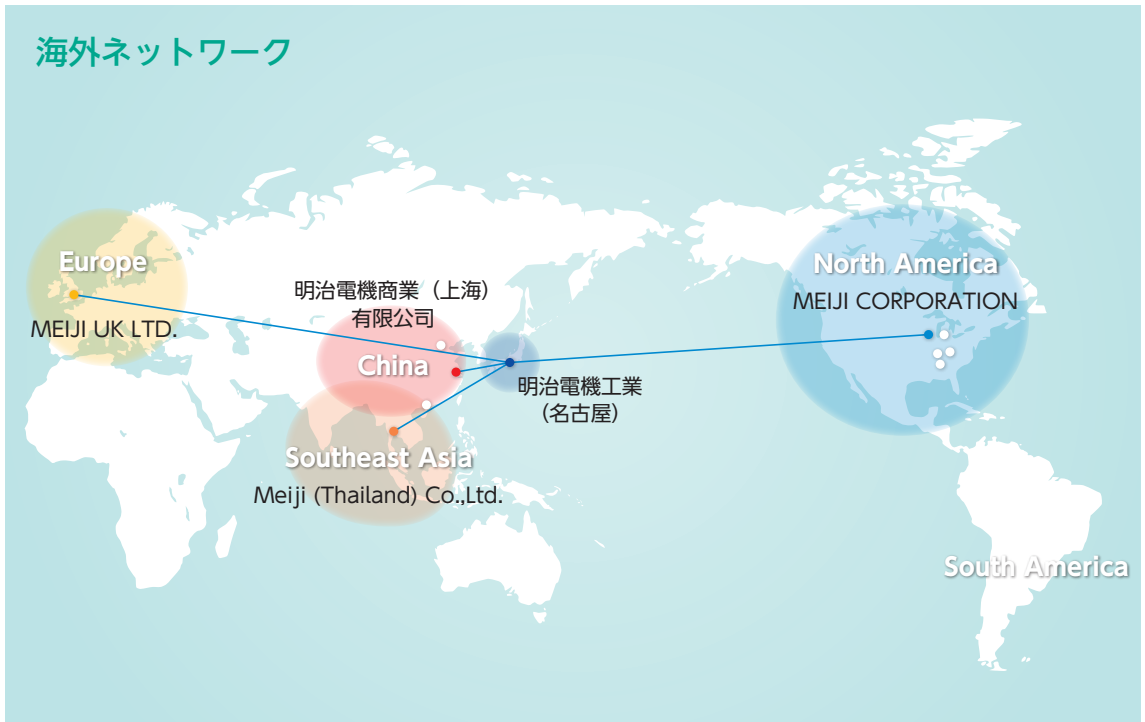 海外ネットワーク
Europe
MEIJI UK LTD.
明治電機商業（上海）
有限公司
China
明治電機工業
（名古屋）
Southeast Asia
Meiji (Thailand) Co.,Ltd.
North America
MEIJI CORPORATION
South America